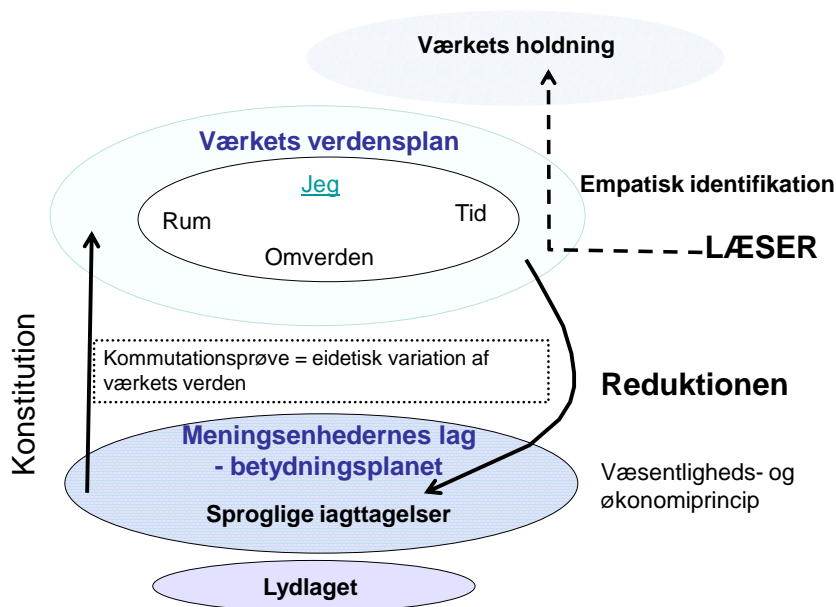 Værkets holdning
Værkets verdensplan
Jeg
Rum
Tid
Omverden
Empatisk identifikation
LÆSER
Konstitution
Kommutationsprøve = eidetisk variation af
værkets verden
Reduktionen
Meningsenhedernes lag
- betydningsplanet
Sproglige iagttagelser
Væsentligheds- og
økonomiprincip
Lydlaget